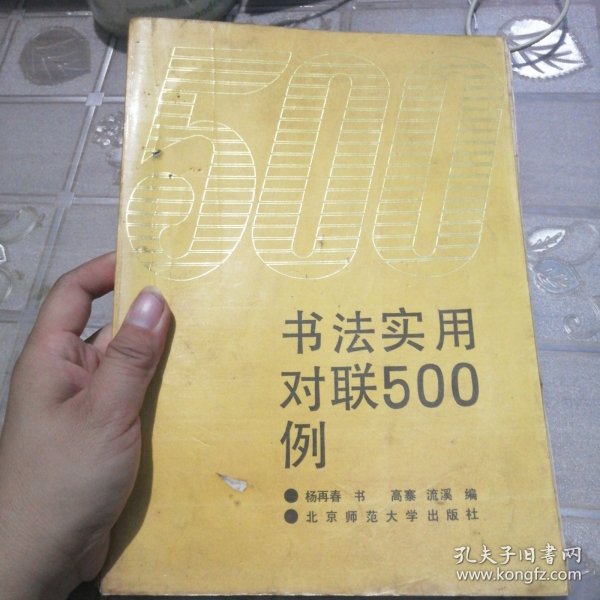 500
书法实用
对联500
例
●杨再春 书 高寨 流溪 编
●北京师范大学出版社
孔夫子旧书网
www.kongfz.com